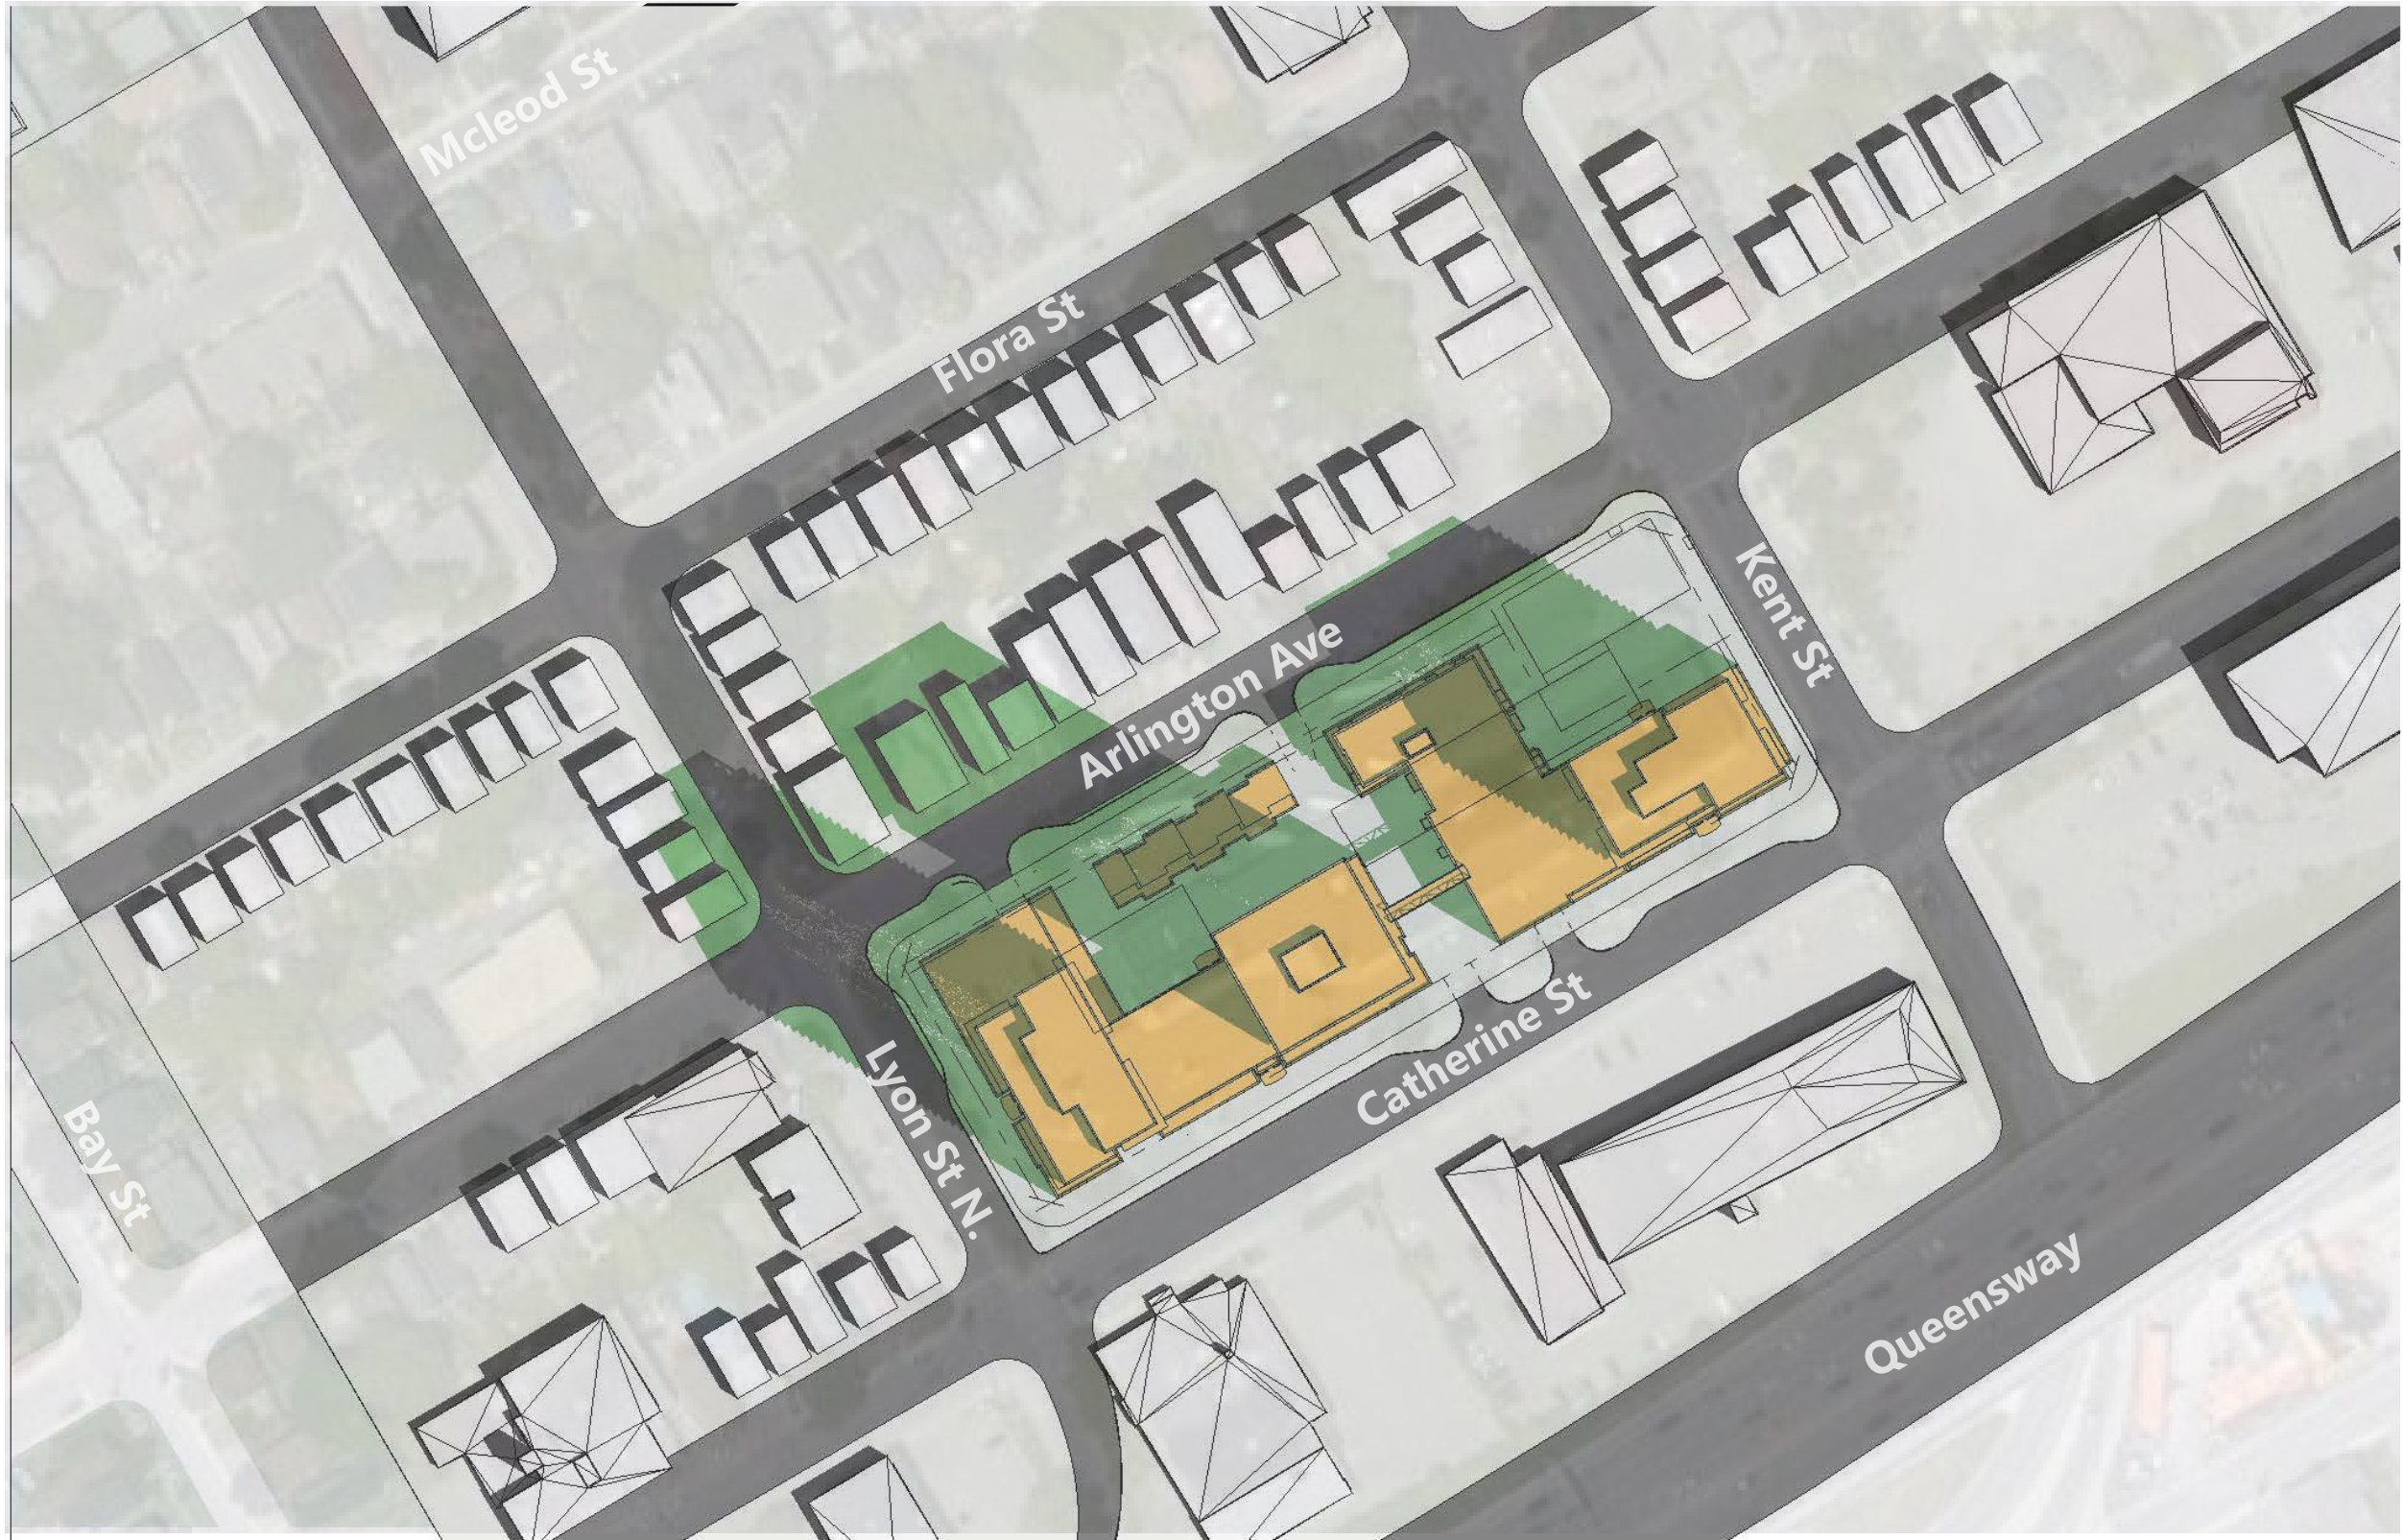 Mcleod St
Flora St
Kent St
Arlington Ave
Catherine St
Lyon St N.
Bay St
Queensway